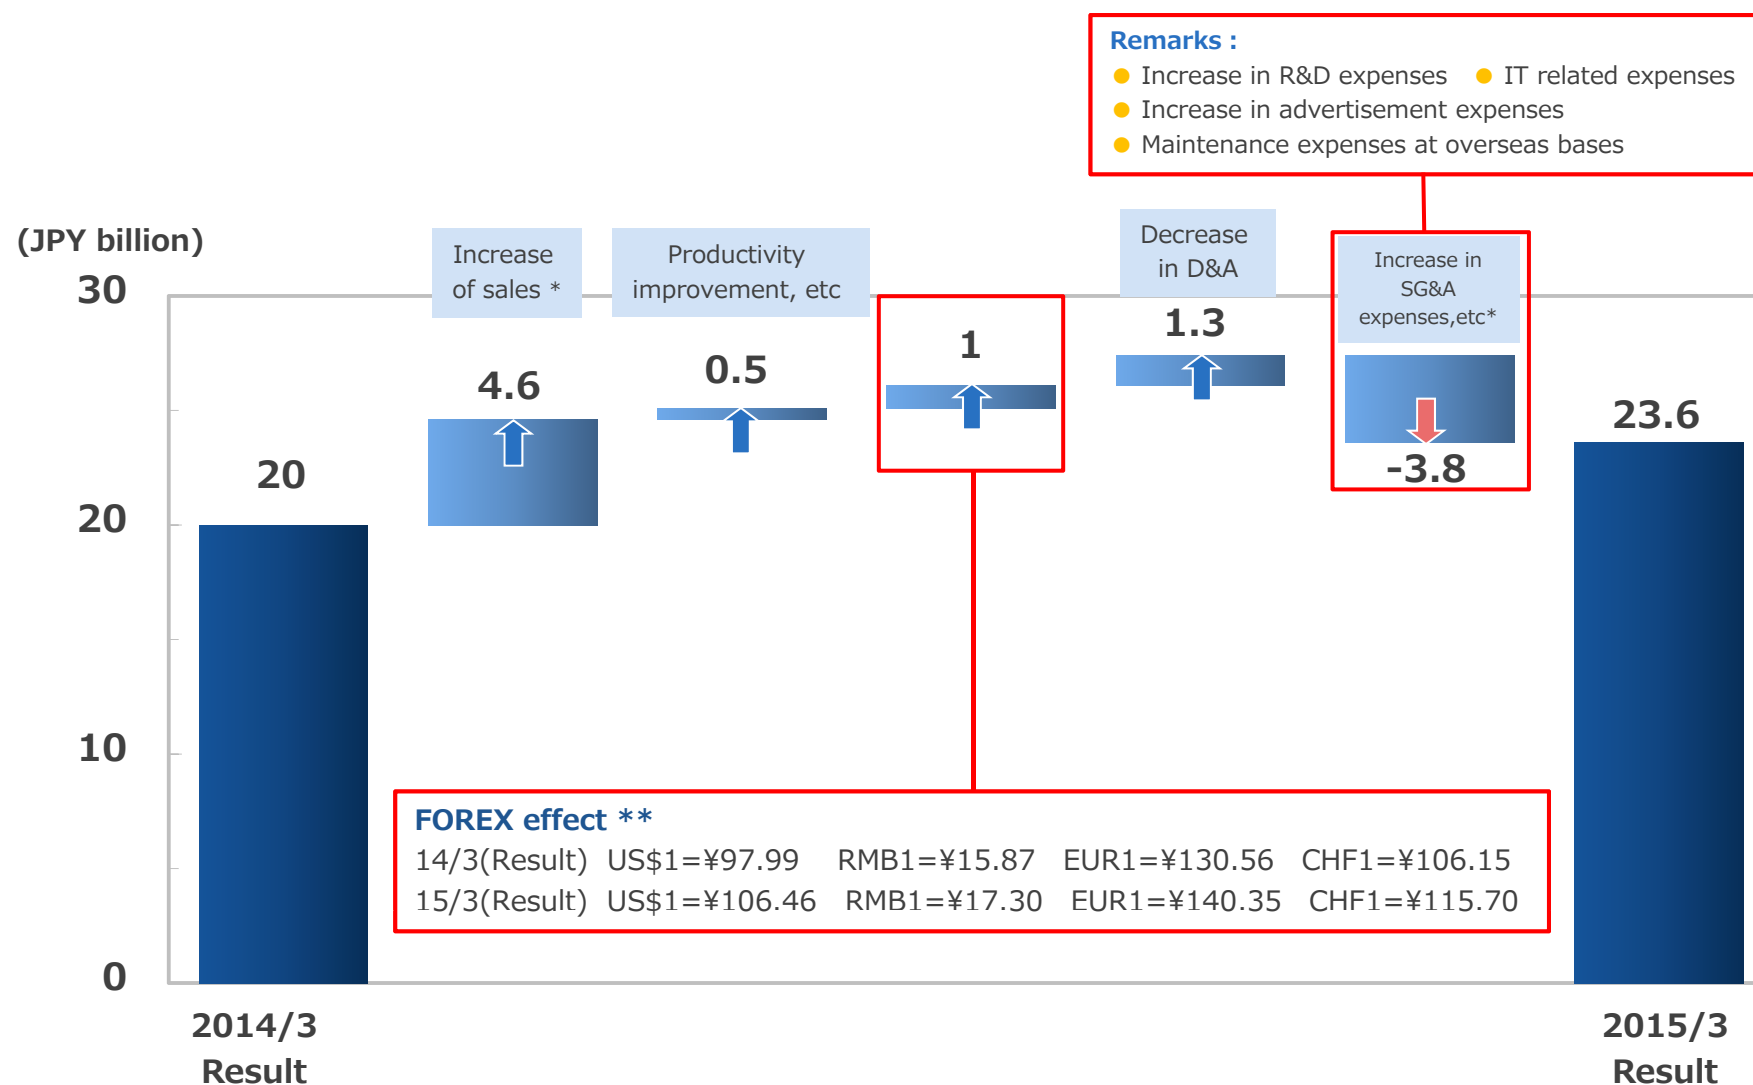 Remarks :
● Increase in R&D expenses ● IT related expenses
● Increase in advertisement expenses
● Maintenance expenses at overseas bases
(JPY billion)
30
20
10
0
Increase
of sales *
Productivity
improvement, etc
Decrease
in D&A
Increase in
SG&A
expenses,etc*
20
4.6
0.5
1
1.3
-3.8
23.6
FOREX effect **
14/3(Result) US$1=¥97.99 RMB1=¥15.87 EUR1=¥130.56 CHF1=¥106.15
15/3(Result) US$1=¥106.46 RMB1=¥17.30 EUR1=¥140.35 CHF1=¥115.70
2014/3
Result
2015/3
Result